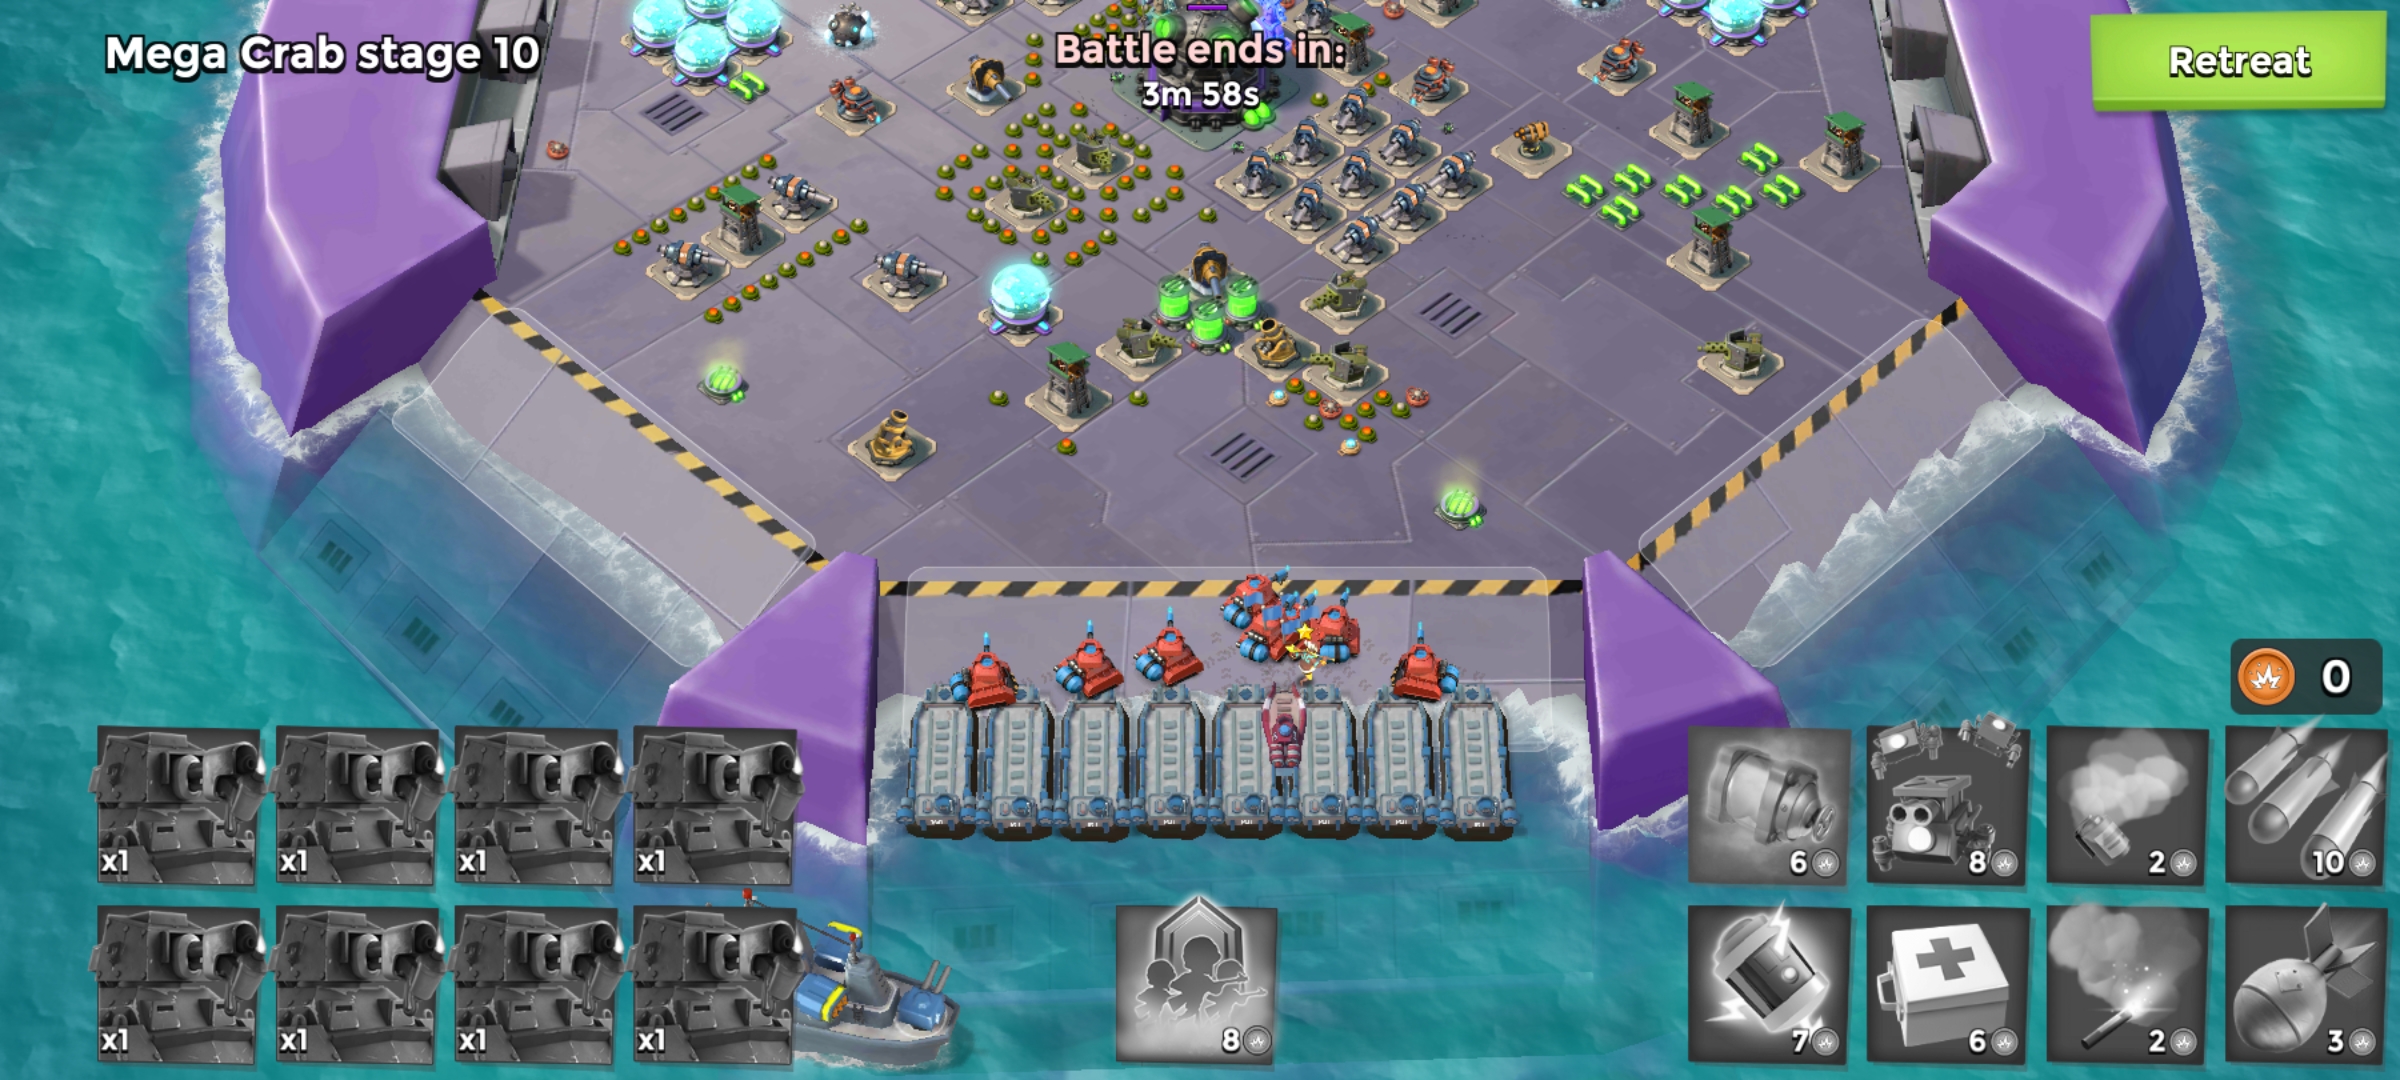 Mega Crab stage 10
Battle ends in:
3m 58s
Retreat
0
x1
x1
x1
x1
6
8
2
10
x1
x1
x1
x1
8
7
6
2
3